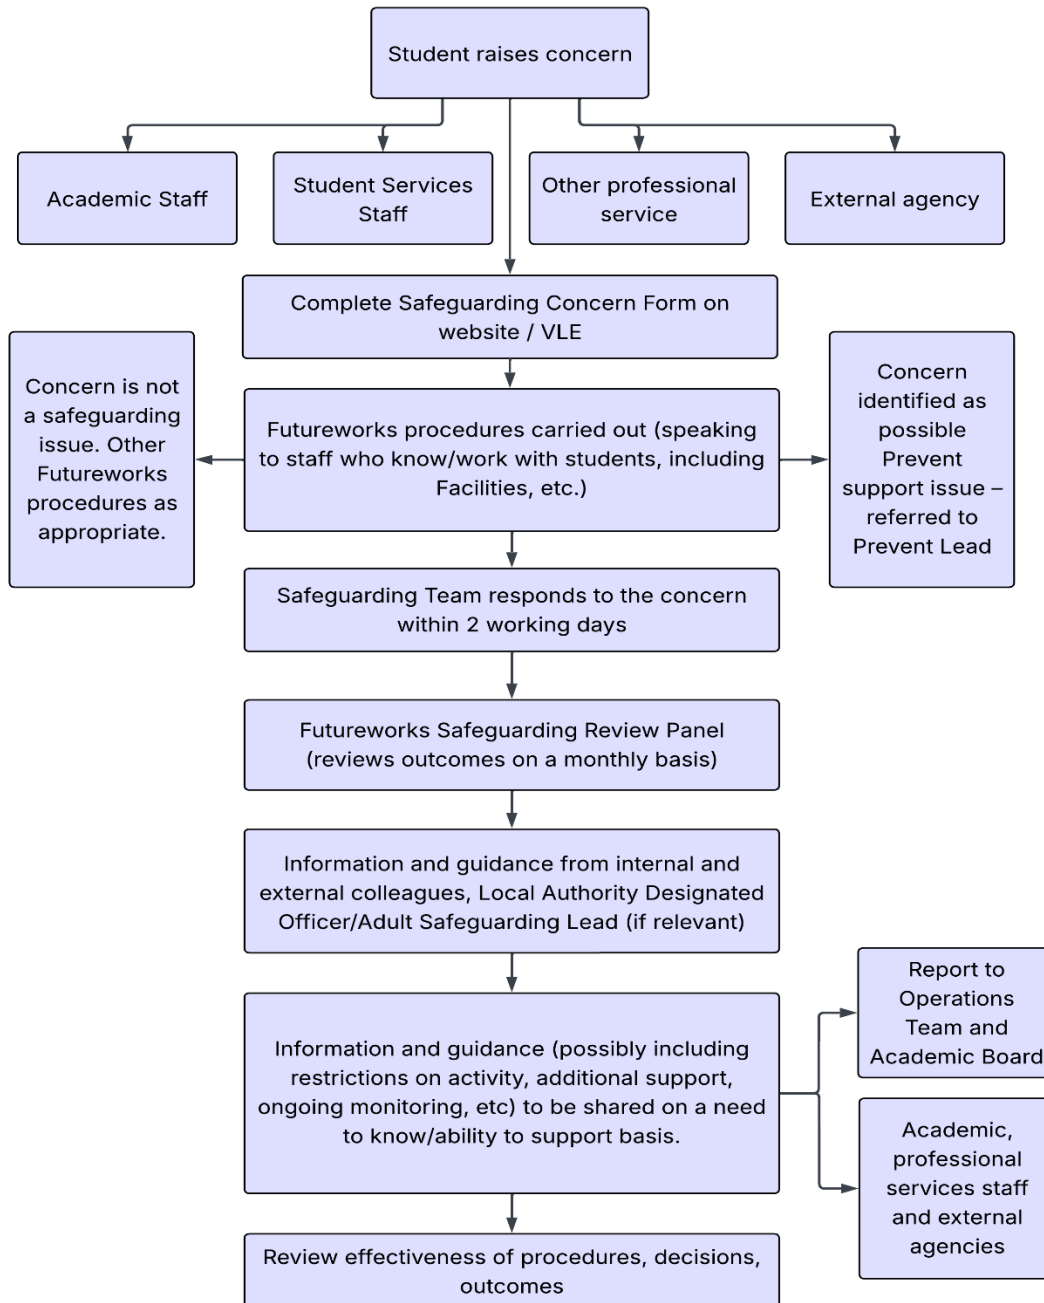 Student raises concern
Academic Staff
Student Services
Staff
Other professional
service
External agency
Complete Safeguarding Concern Form on
website / VLE
Concern is not
a safeguarding
issue. Other
Futureworks
procedures as
appropriate.
Futureworks procedures carried out (speaking
to staff who know/work with students, including
Facilities, etc.)
Concern
identified as
possible
Prevent
support issue –
referred to
Prevent Lead
Safeguarding Team responds to the concern
within 2 working days
Futureworks Safeguarding Review Panel
(reviews outcomes on a monthly basis)
Information and guidance from internal and
external colleagues, Local Authority Designated
Officer/Adult Safeguarding Lead (if relevant)
Information and guidance (possibly including
restrictions on activity, additional support,
ongoing monitoring, etc) to be shared on a need
to know/ability to support basis.
Report to
Operations
Team and
Academic Board
Academic,
professional
services staff
and external
agencies
Review effectiveness of procedures, decisions,
outcomes